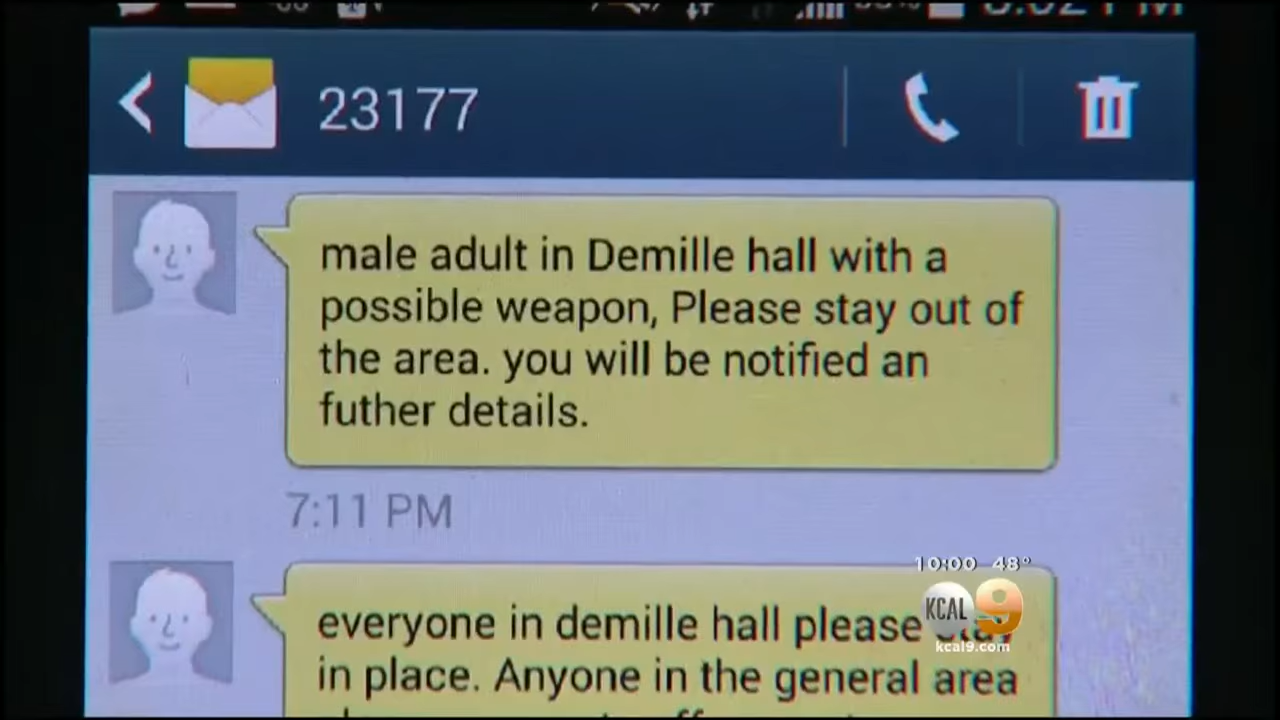 23177
male adult in Demille hall with a
possible weapon, Please stay out of
the area. you will be notified an
futher details.
7:11 PM
everyone in demille hall please stay
in place. Anyone in the general area
10:00 48°
KCAL 9
kcal9.com